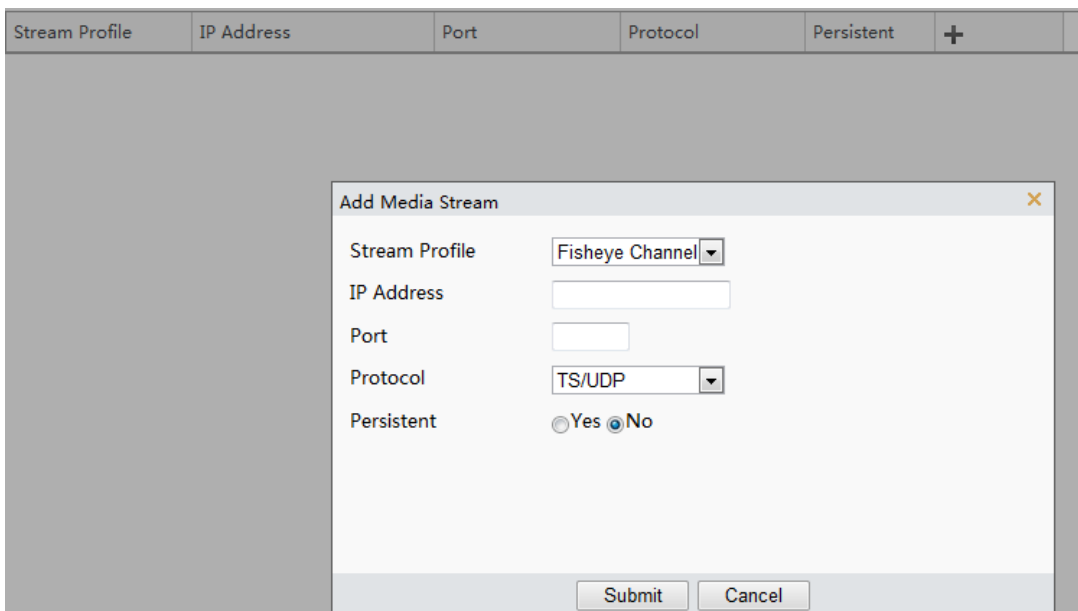 Stream Profile IP Address Port Protocol Persistent +
Add Media Stream ×
Stream Profile Fisheye Channel
IP Address
Port
Protocol TS/UDP
Persistent Yes No
Submit Cancel